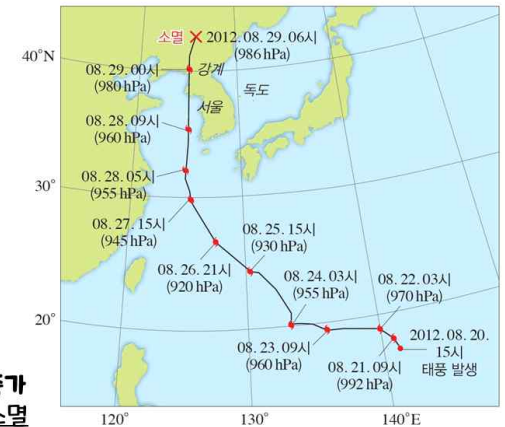 소멸
2012. 08. 29. 06시
(986 hPa)
40°N
08. 29. 00시
(980 hPa)
강계
독도
서울
08. 28. 09시
(960 hPa)
30°
08. 28. 05시
(955 hPa)
08. 27. 15시
(945 hPa)
08. 25. 15시
(930 hPa)
08. 26. 21시
(920 hPa)
08. 24. 03시
(955 hPa)
08. 22. 03시
(970 hPa)
20°
08. 23. 09시
(960 hPa)
2012. 08. 20.
15시
태풍 발생
08. 21. 09시
(992 hPa)
소멸
120°
130°
140°E